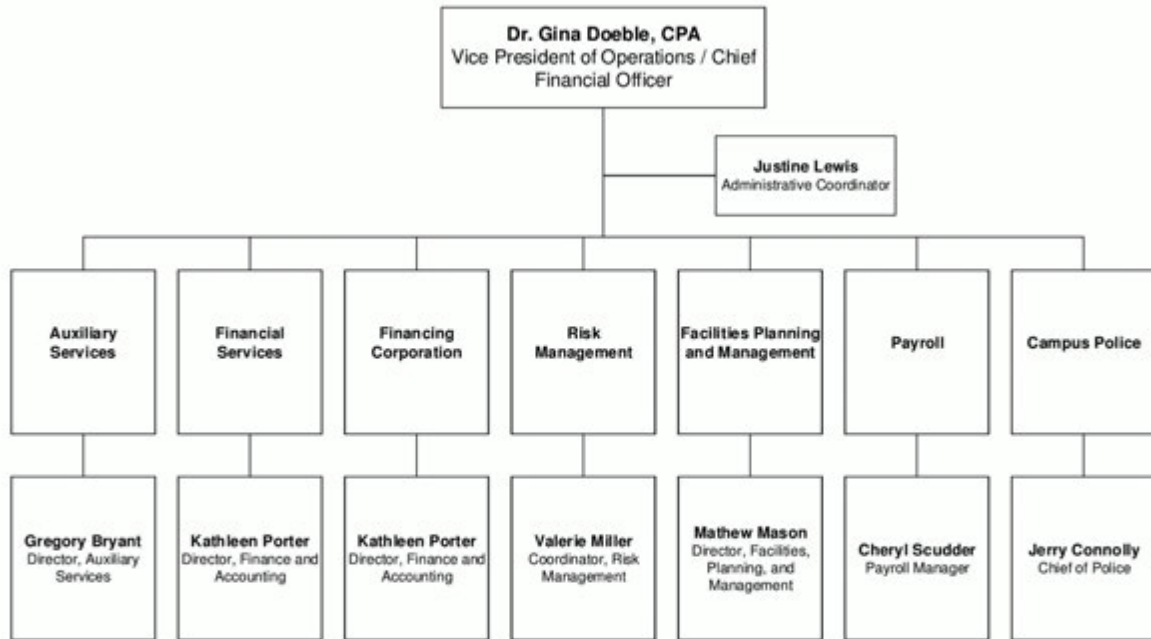 Dr. Gina Doeble, CPA
Vice President of Operations / Chief
Financial Officer
Justine Lewis
Administrative Coordinator
Auxiliary
Services
Financial
Services
Financing
Corporation
Risk
Management
Facilities Planning
and Management
Payroll
Campus Police
Gregory Bryant
Director, Auxiliary
Services
Kathleen Porter
Director, Finance and
Accounting
Kathleen Porter
Director, Finance and
Accounting
Valerie Miller
Coordinator, Risk
Management
Mathew Mason
Director, Facilities,
Planning, and
Management
Cheryl Scudder
Payroll Manager
Jerry Connolly
Chief of Police